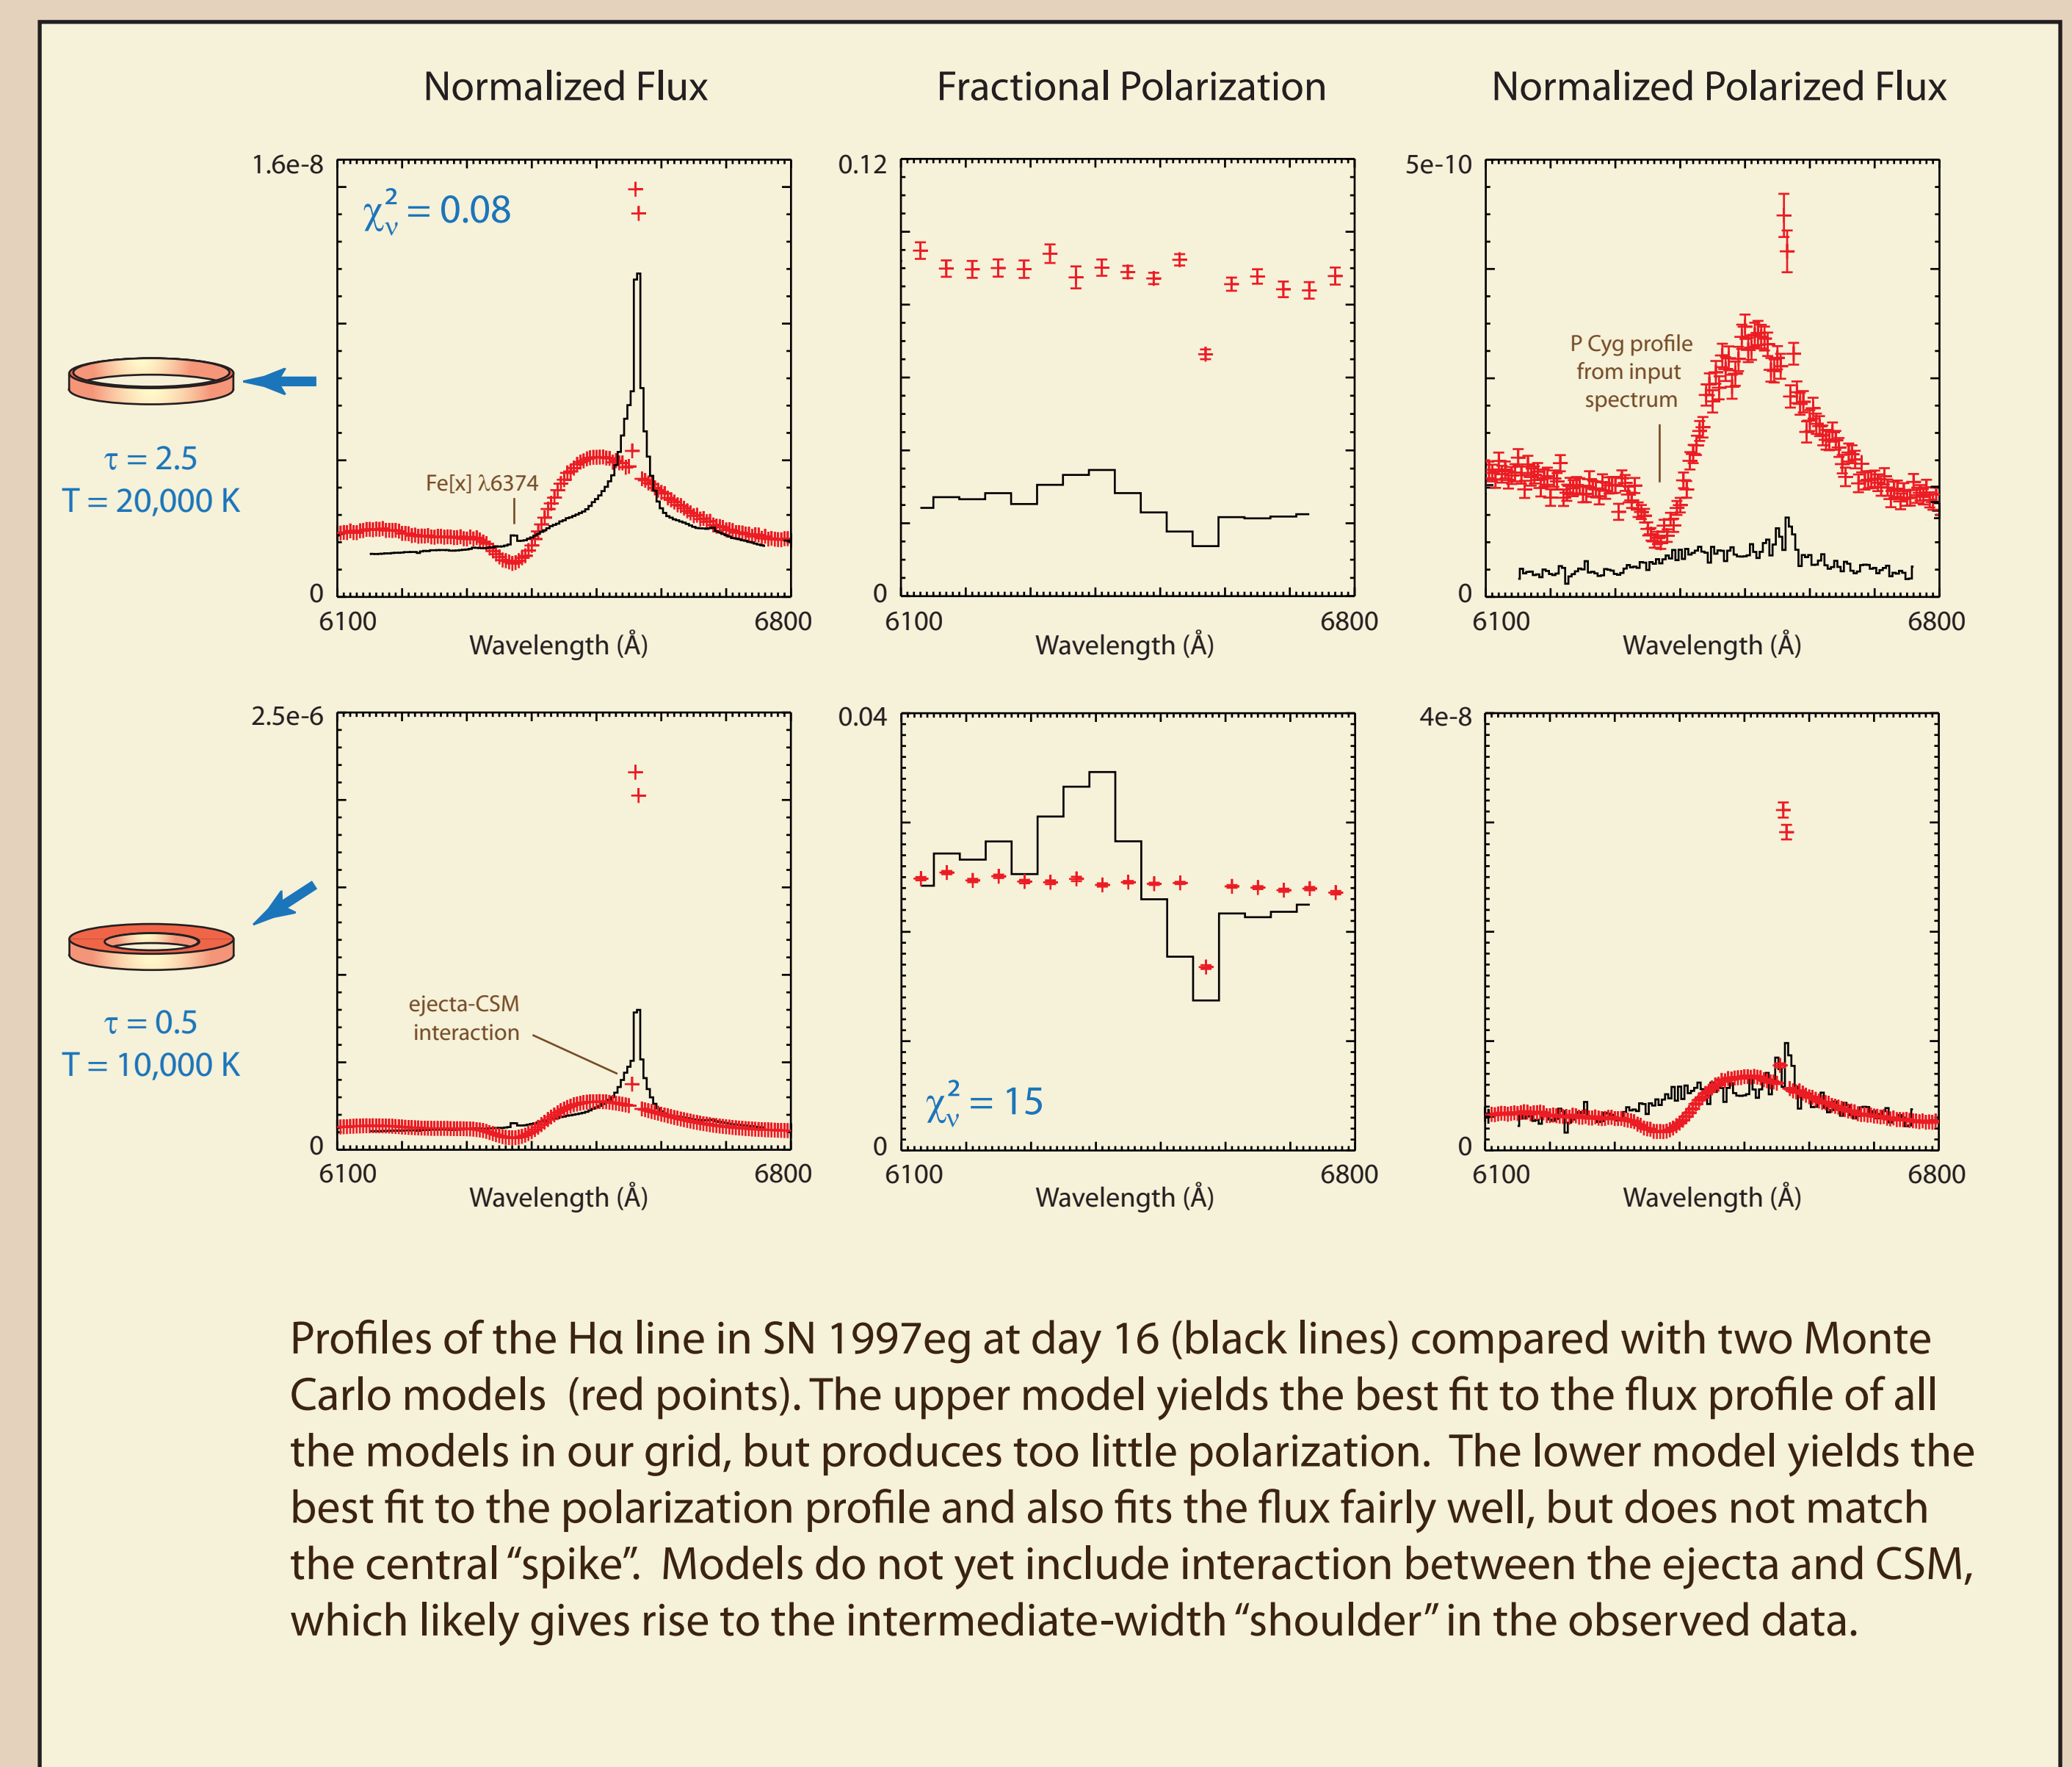 Normalized Flux
Fractional Polarization
Normalized Polarized Flux
1.6e-8
χ²ᵥ = 0.08
Fe[x] λ6374
0
6100
6800
Wavelength (Å)
0.12
0
6100
6800
Wavelength (Å)
5e-10
P Cyg profile
from input
spectrum
0
6100
6800
Wavelength (Å)
τ = 2.5
T = 20,000 K
2.5e-6
ejecta-CSM
interaction
0
6100
6800
Wavelength (Å)
0.04
χ²ᵥ = 15
0
6100
6800
Wavelength (Å)
4e-8
0
6100
6800
Wavelength (Å)
τ = 0.5
T = 10,000 K
Profiles of the Hα line in SN 1997eg at day 16 (black lines) compared with two Monte
Carlo models (red points). The upper model yields the best fit to the flux profile of all
the models in our grid, but produces too little polarization. The lower model yields the
best fit to the polarization profile and also fits the flux fairly well, but does not match
the central “spike”. Models do not yet include interaction between the ejecta and CSM,
which likely gives rise to the intermediate-width “shoulder” in the observed data.